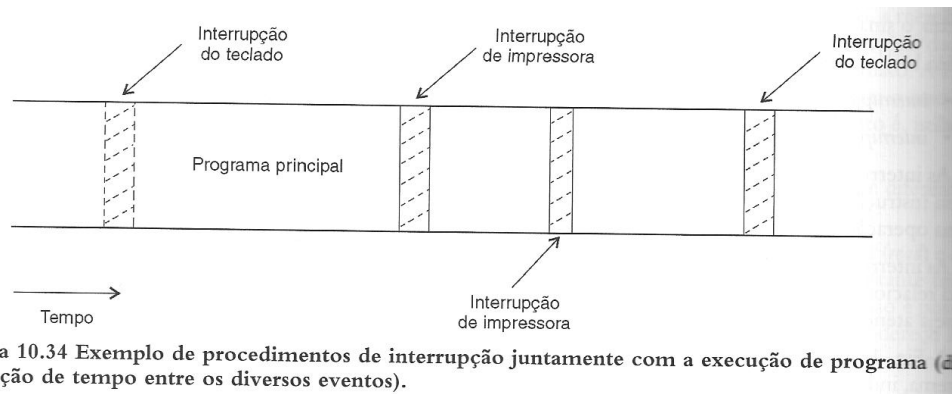 Interrupção
do teclado
Interrupção
de impressora
Interrupção
do teclado
Programa principal
Interrupção
de impressora
Tempo
a 10.34 Exemplo de procedimentos de interrupção juntamente com a execução de programa (d
ção de tempo entre os diversos eventos).